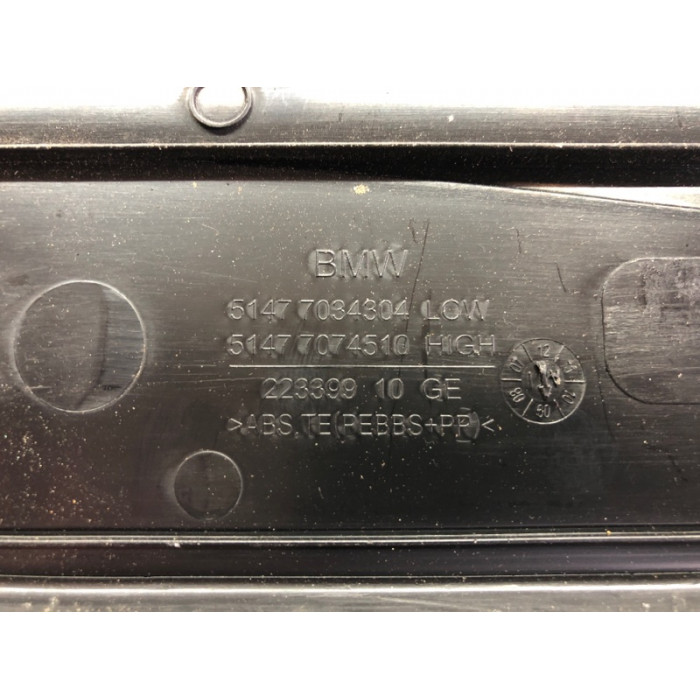 BMW
5147 7034304 LOW
5147 7074510 HIGH
223399 10 GE
>ABS.TE(PEBBS+PP)<